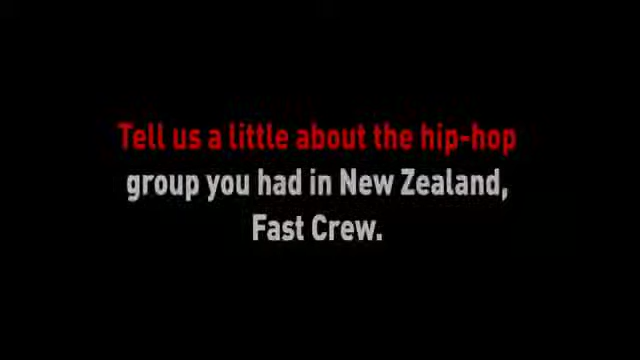 Tell us a little about the hip-hop
group you had in New Zealand,
Fast Crew.